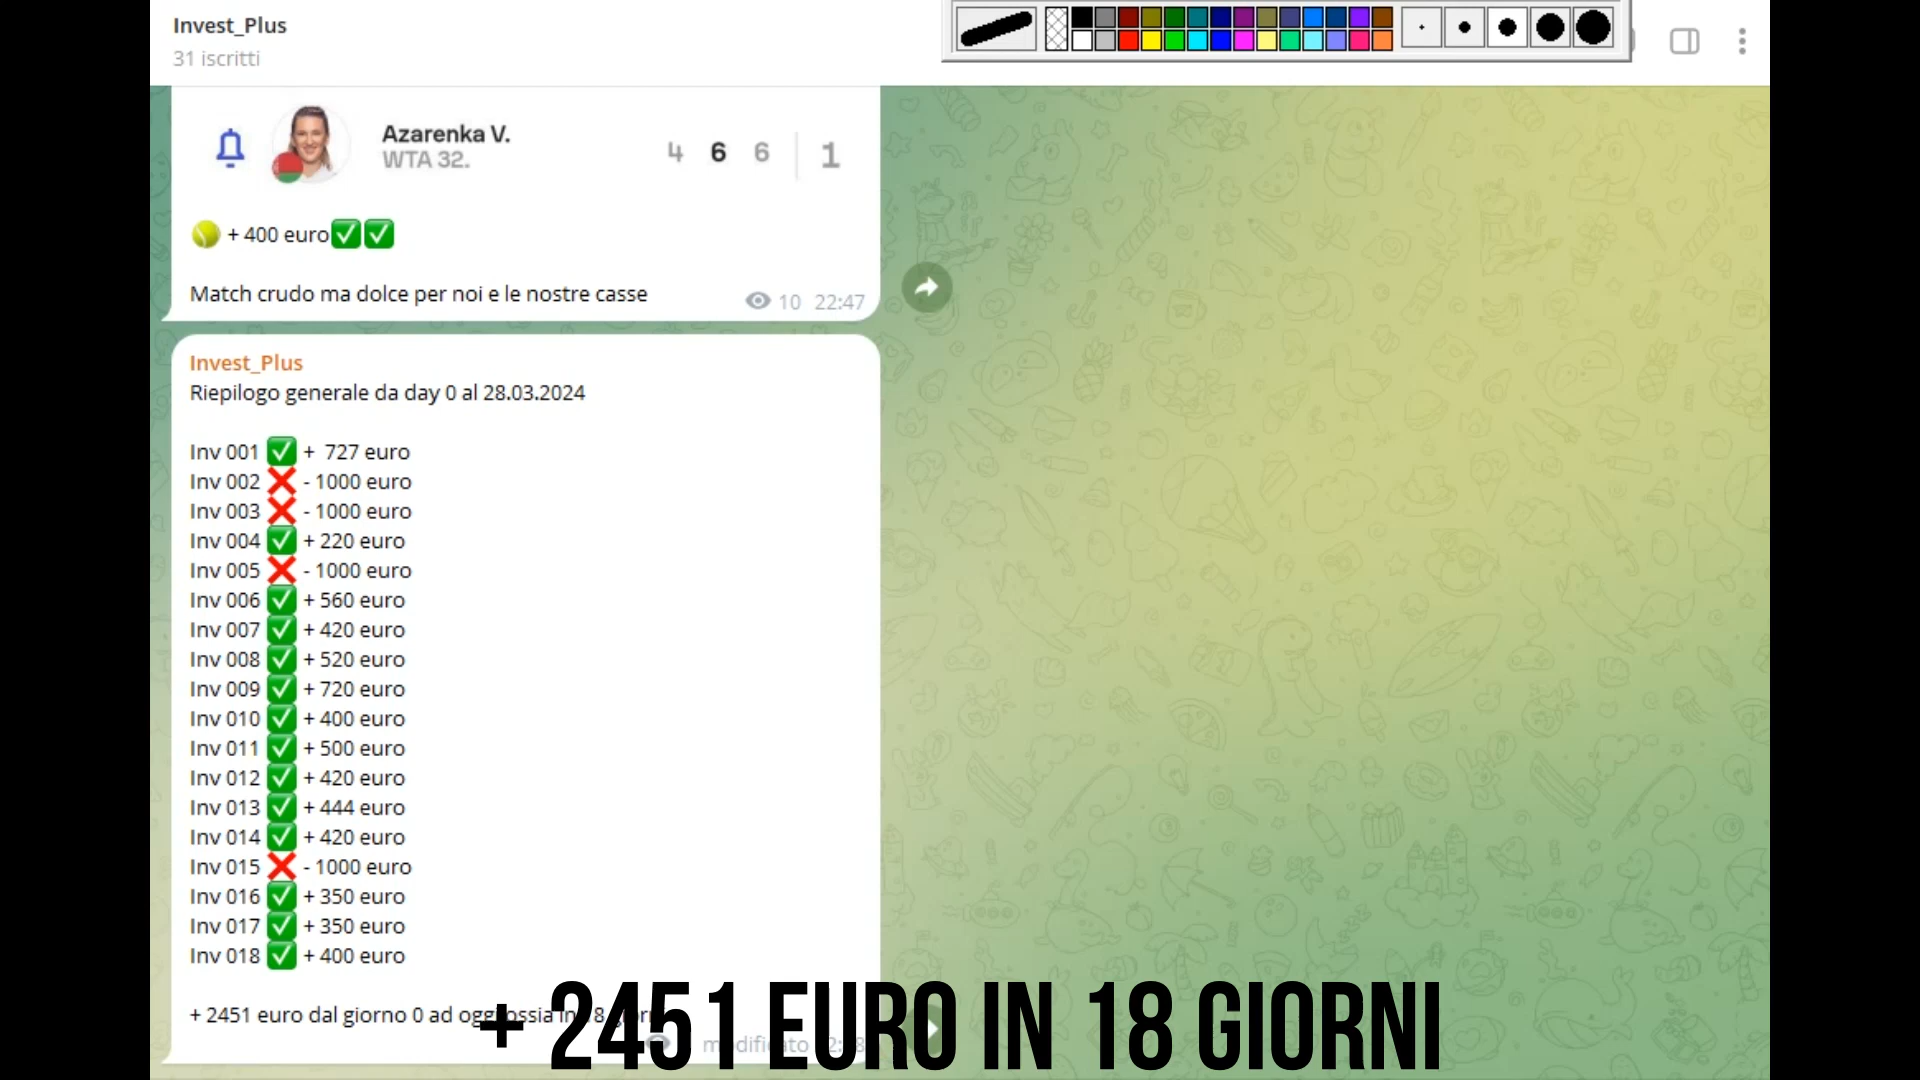 Invest_Plus
31 iscritti
Azarenka V.
WTA 32.
4 6 6 1
+ 400 euro
Match crudo ma dolce per noi e le nostre casse
10 22:47
Invest_Plus
Riepilogo generale da day 0 al 28.03.2024
Inv 001 ✅ + 727 euro
Inv 002 ❌ - 1000 euro
Inv 003 ❌ - 1000 euro
Inv 004 ✅ + 220 euro
Inv 005 ❌ - 1000 euro
Inv 006 ✅ + 560 euro
Inv 007 ✅ + 420 euro
Inv 008 ✅ + 520 euro
Inv 009 ✅ + 720 euro
Inv 010 ✅ + 400 euro
Inv 011 ✅ + 500 euro
Inv 012 ✅ + 420 euro
Inv 013 ✅ + 444 euro
Inv 014 ✅ + 420 euro
Inv 015 ❌ - 1000 euro
Inv 016 ✅ + 350 euro
Inv 017 ✅ + 350 euro
Inv 018 ✅ + 400 euro
+ 2451 euro dal giorno 0 ad oggi ossia in 18 giorni
modificato
+ 2451 EURO IN 18 GIORNI